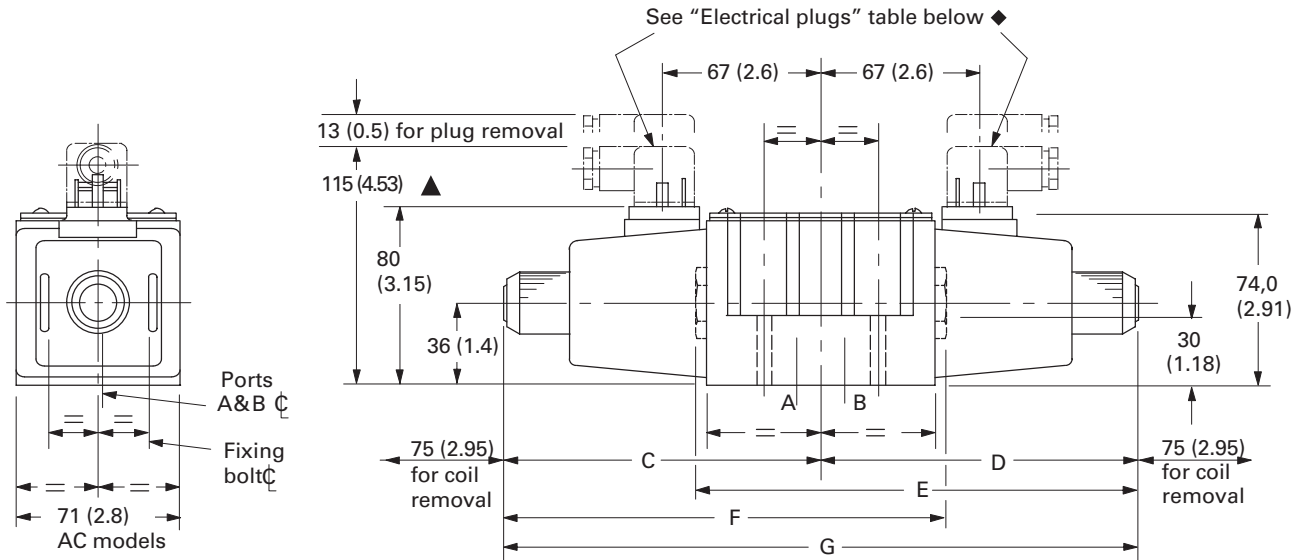 See “Electrical plugs” table below ◆
67 (2.6)
67 (2.6)
13 (0.5) for plug removal
115 (4.53) ▲
80
(3.15)
74,0
(2.91)
36 (1.4)
30
(1.18)
Ports
A&B ℄
Fixing
bolt℄
A
B
75 (2.95)
for coil
removal
C
D
75 (2.95)
for coil
removal
E
F
G
71 (2.8)
AC models